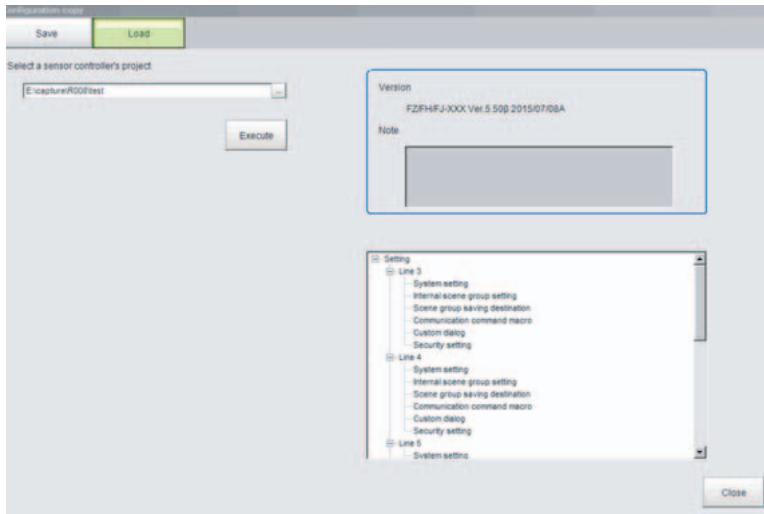 Configuration copy
Save
Load
Select a sensor controller's project
E:\capture\R008\test
...
Execute
Version
FZ/FH/FJ-XXX Ver.5.50β 2015/07/08A
Note
Setting
Line 3
System setting
Internal scene group setting
Scene group saving destination
Communication command macro
Custom dialog
Security setting
Line 4
System setting
Internal scene group setting
Scene group saving destination
Communication command macro
Custom dialog
Security setting
Line 5
System setting
Close